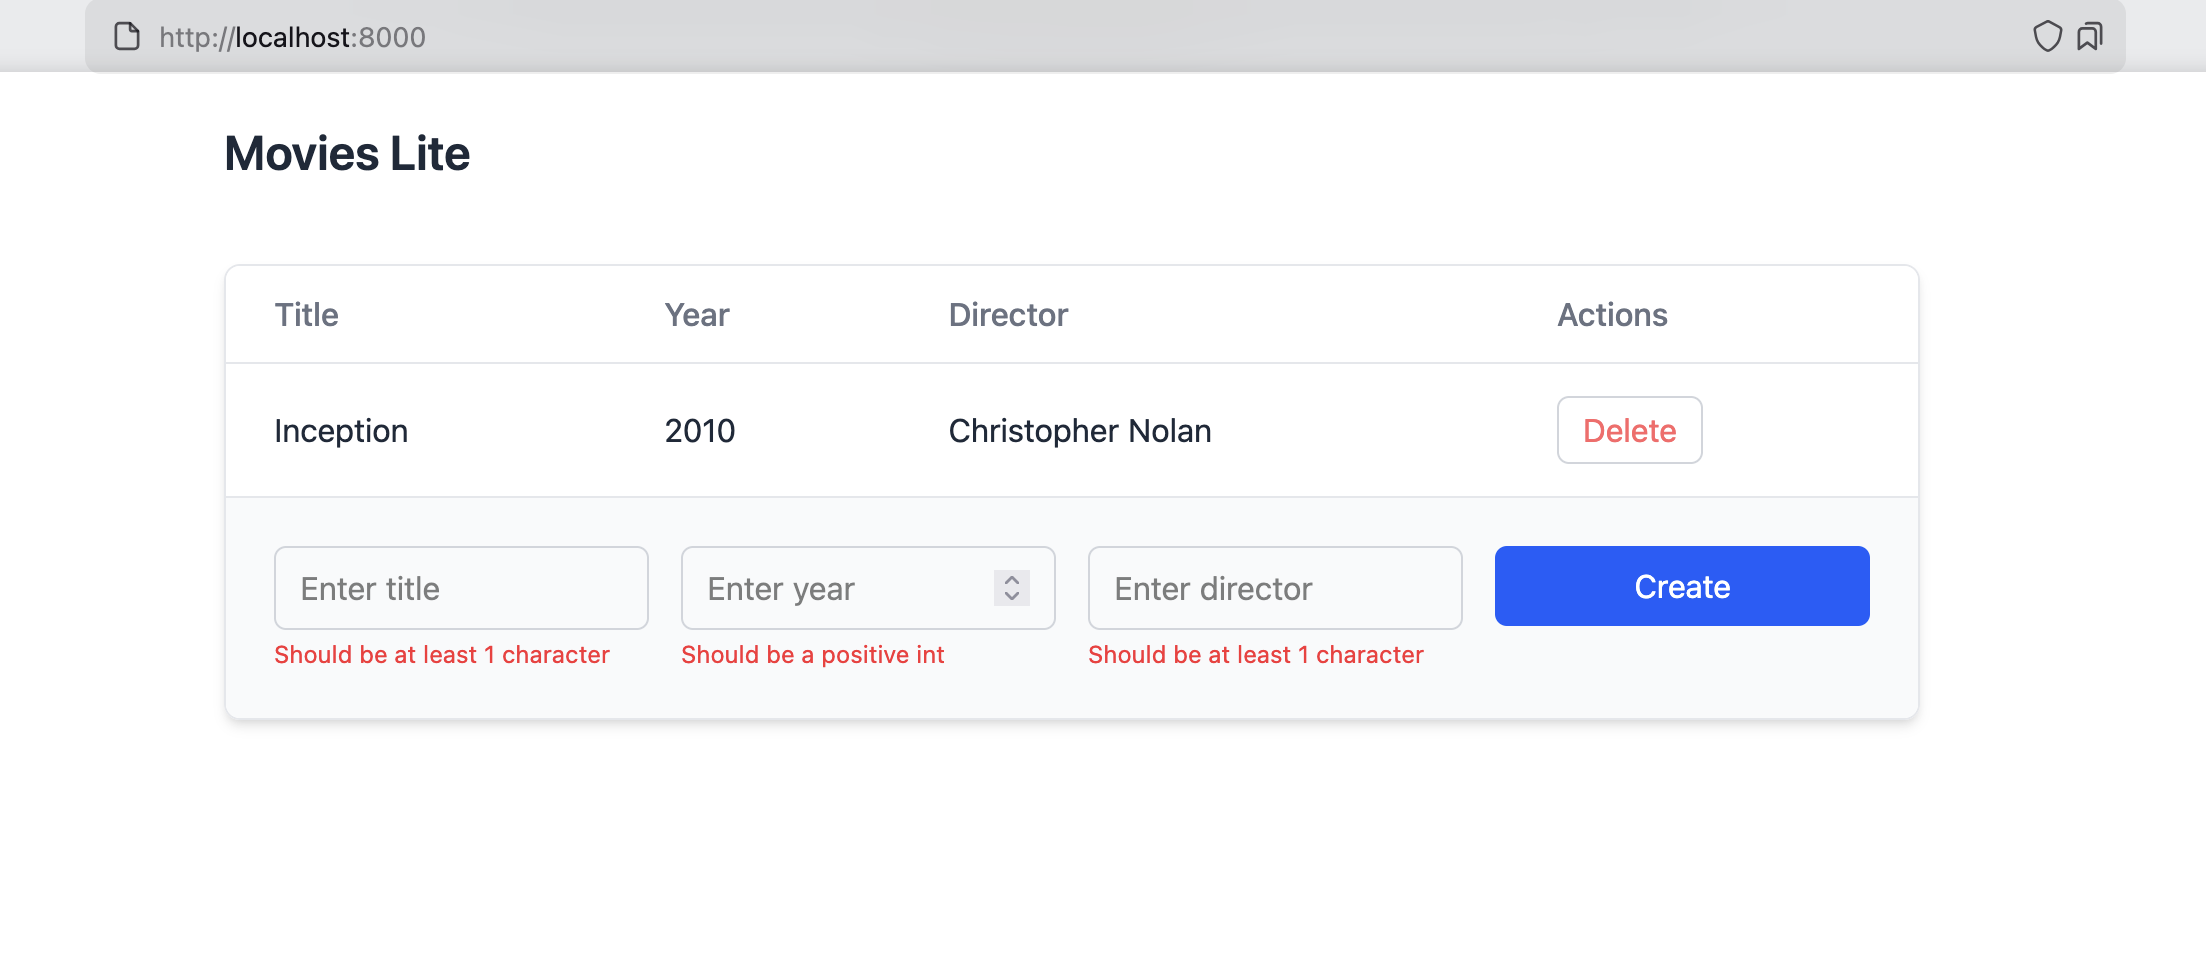 http://localhost:8000
Movies Lite
Title Year Director Actions
Inception 2010 Christopher Nolan Delete
Enter title Enter year Enter director Create
Should be at least 1 character Should be a positive int Should be at least 1 character